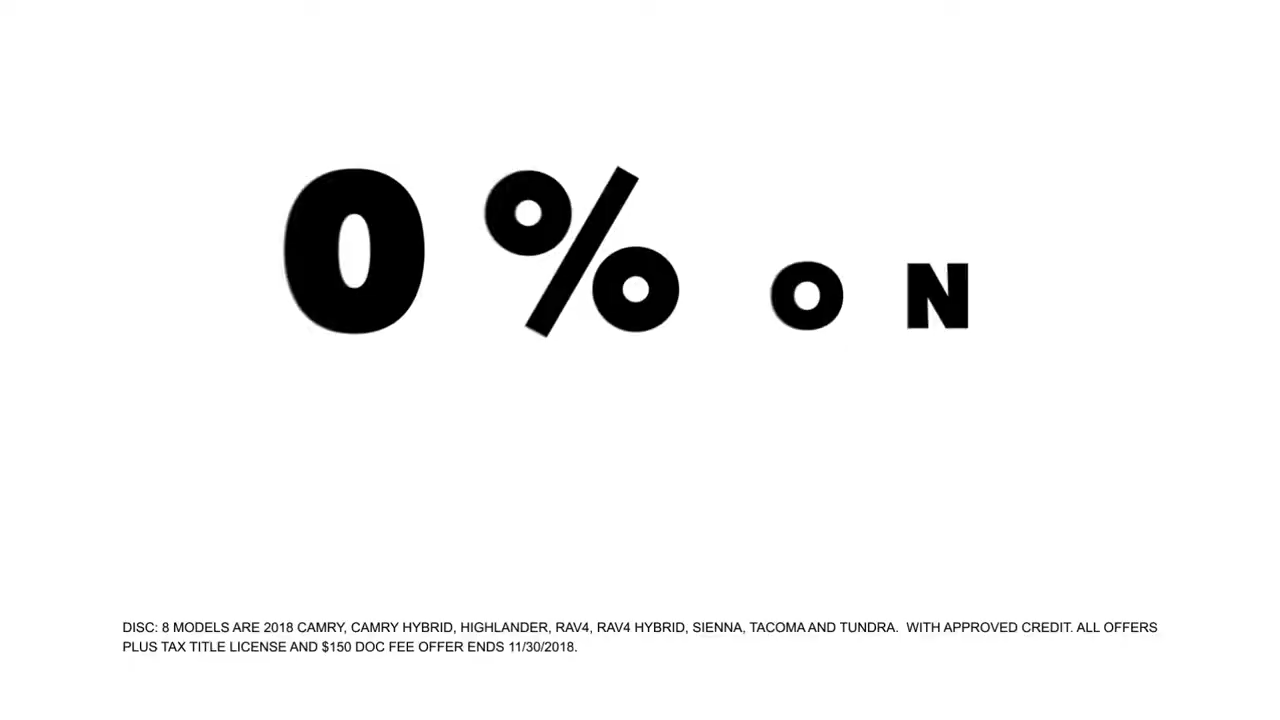 0% ON
DISC: 8 MODELS ARE 2018 CAMRY, CAMRY HYBRID, HIGHLANDER, RAV4, RAV4 HYBRID, SIENNA, TACOMA AND TUNDRA. WITH APPROVED CREDIT. ALL OFFERS
PLUS TAX TITLE LICENSE AND $150 DOC FEE OFFER ENDS 11/30/2018.